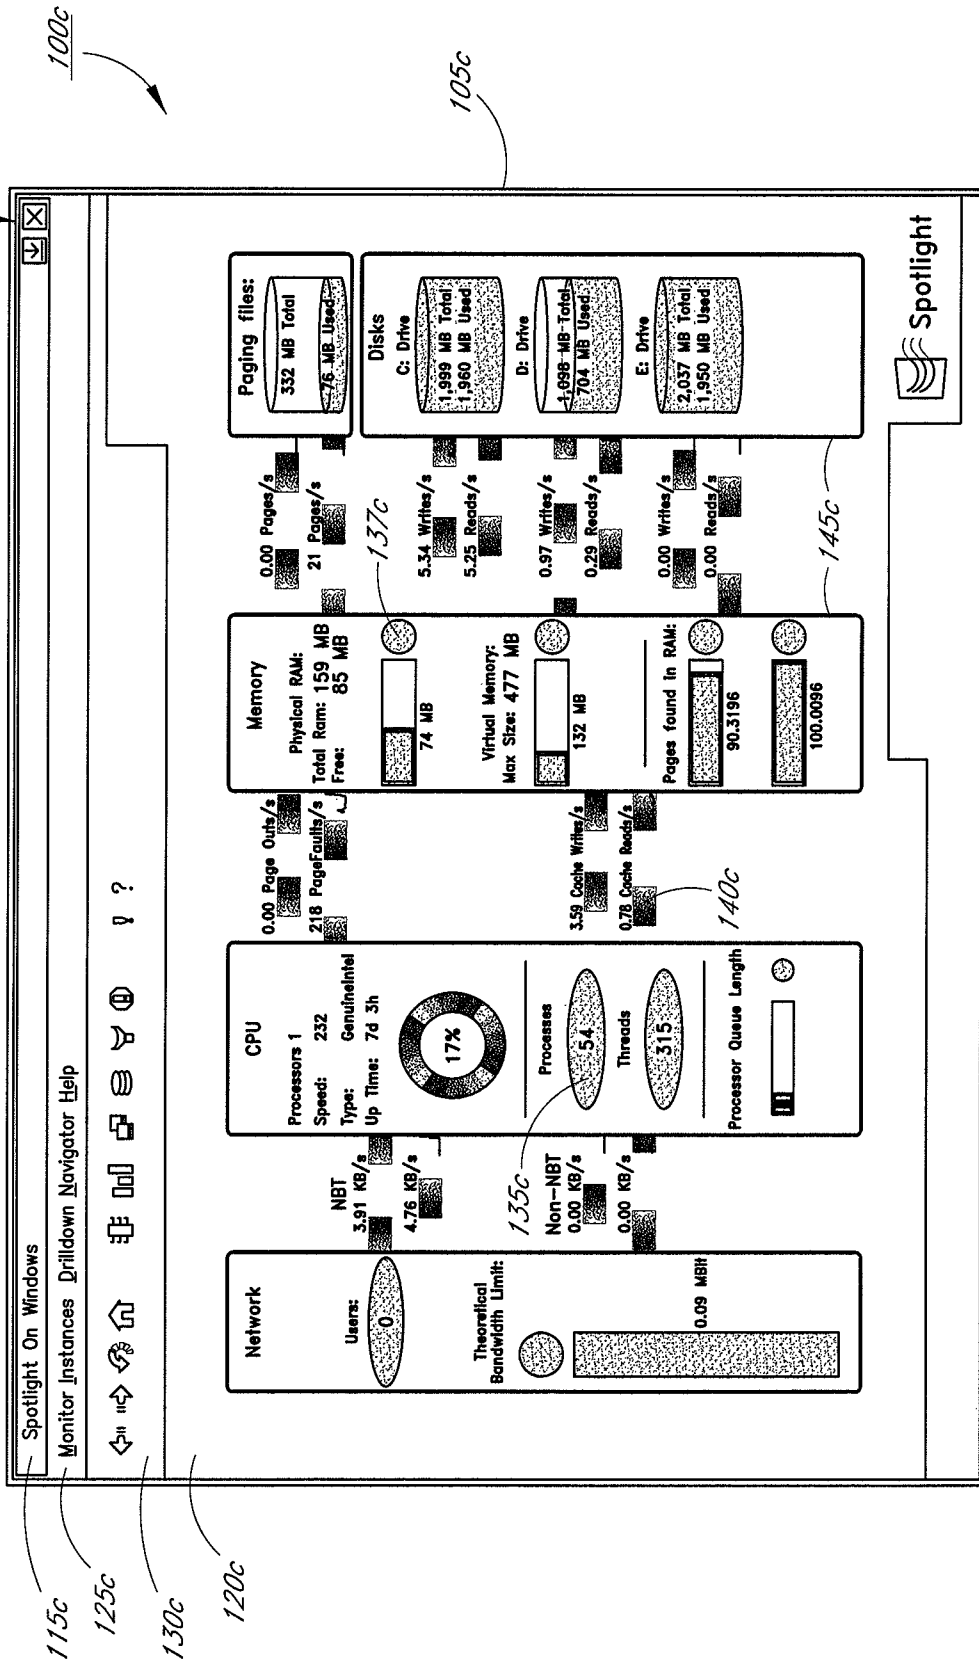 100c
105c
115c
Spotlight On Windows
125c
Monitor Instances Drilldown Navigator Help
130c
?
120c
Network
Users:
0
Theoretical
Bandwidth Limit:
0.09 MBit
NBT
3.91 KB/s
4.76 KB/s
Non-NBT
0.00 KB/s
0.00 KB/s
135c
CPU
Processors 1
Speed: 232
Type: GenuineIntel
Up Time: 7d 3h
17%
Processes
54
Threads
315
Processor Queue Length
0.00 Page Outs/s
218 PageFaults/s
3.59 Cache Writes/s
0.78 Cache Reads/s
140c
Memory
Physical RAM:
Total Ram: 159 MB
Free: 85 MB
74 MB
137c
Virtual Memory:
Max Size: 477 MB
132 MB
Pages found in RAM:
90.3196
100.0096
145c
0.00 Pages/s
21 Pages/s
5.34 Writes/s
5.25 Reads/s
0.97 Writes/s
0.29 Reads/s
0.00 Writes/s
0.00 Reads/s
Paging files:
332 MB Total
76 MB Used
Disks
C: Drive
1,999 MB Total
1,960 MB Used
D: Drive
1,098 MB Total
704 MB Used
E: Drive
2,037 MB Total
1,950 MB Used
Spotlight